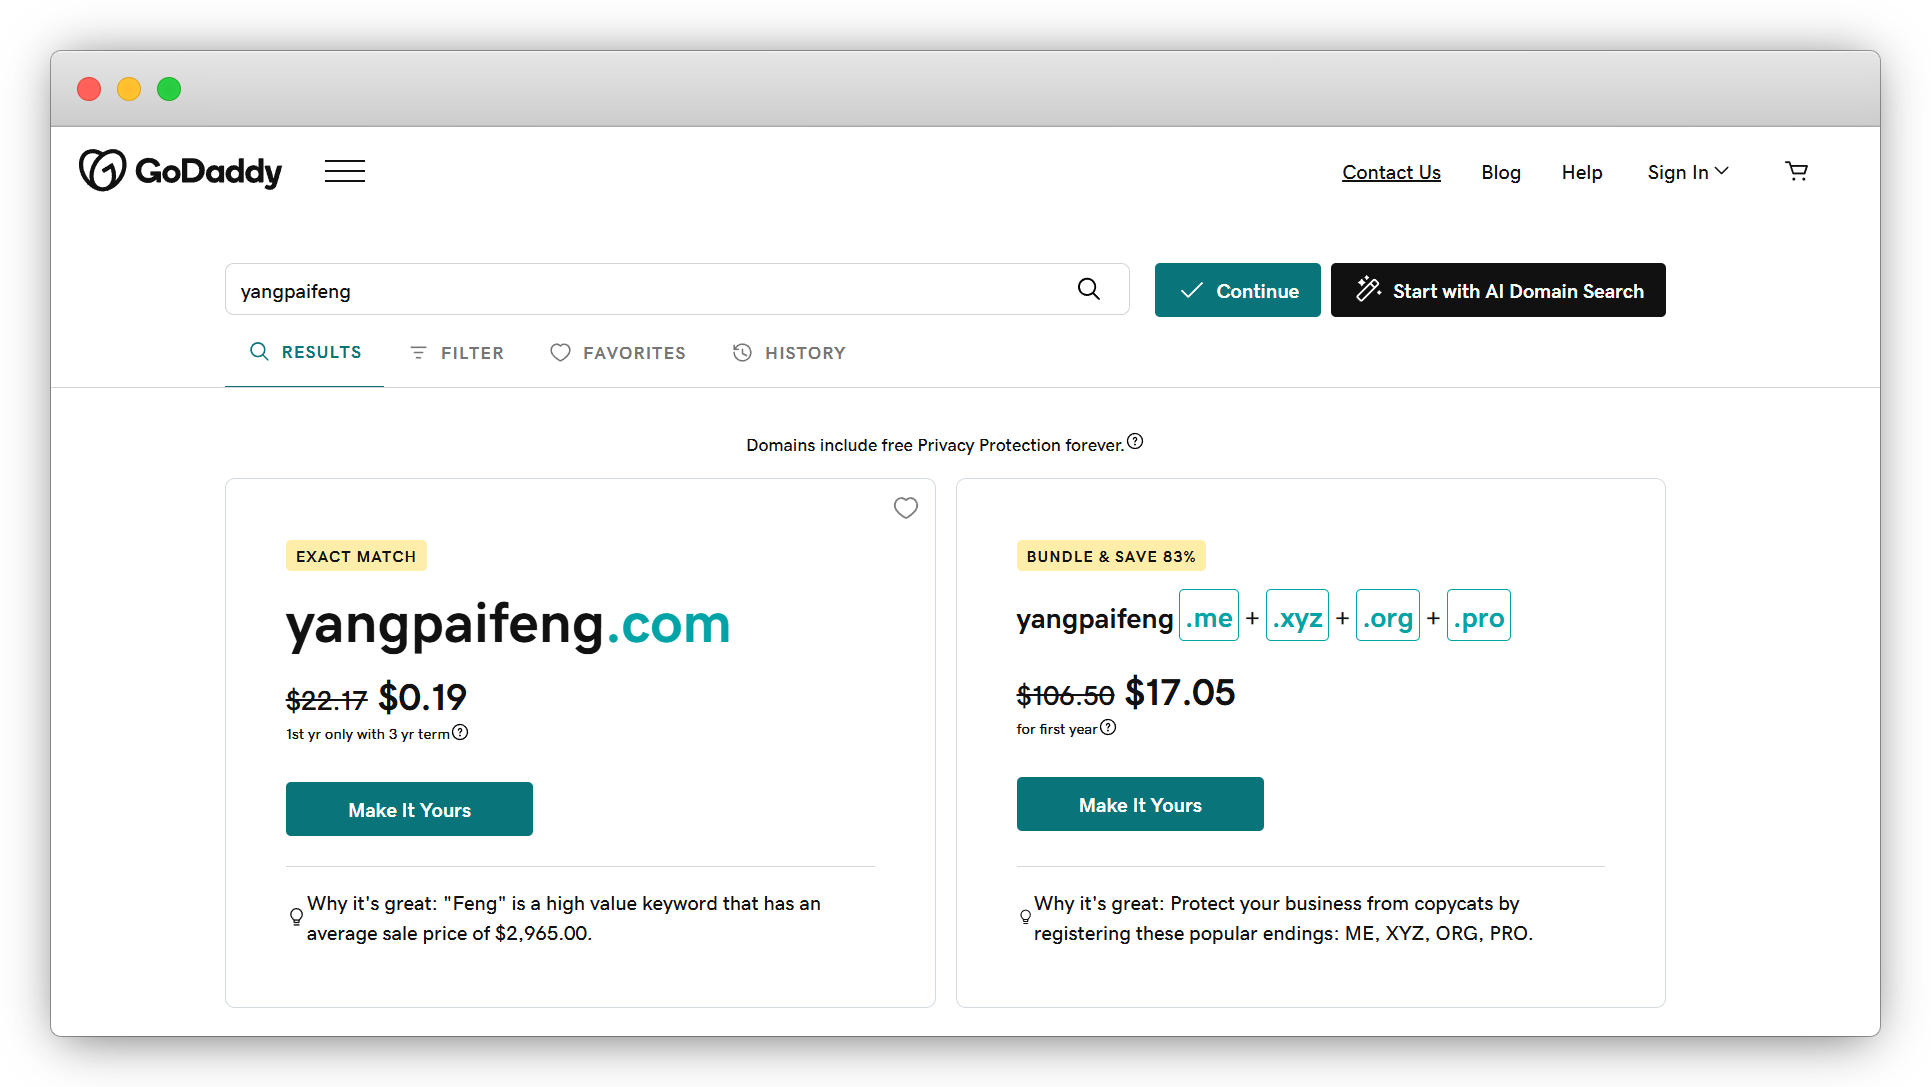 GoDaddy
Contact Us
Blog
Help
Sign In
yangpaifeng
Continue
Start with AI Domain Search
RESULTS
FILTER
FAVORITES
HISTORY
Domains include free Privacy Protection forever.
EXACT MATCH
yangpaifeng.com
$22.17 $0.19
1st yr only with 3 yr term
Make It Yours
Why it's great: "Feng" is a high value keyword that has an
average sale price of $2,965.00.
BUNDLE & SAVE 83%
yangpaifeng .me + .xyz + .org + .pro
$106.50 $17.05
for first year
Make It Yours
Why it's great: Protect your business from copycats by
registering these popular endings: ME, XYZ, ORG, PRO.